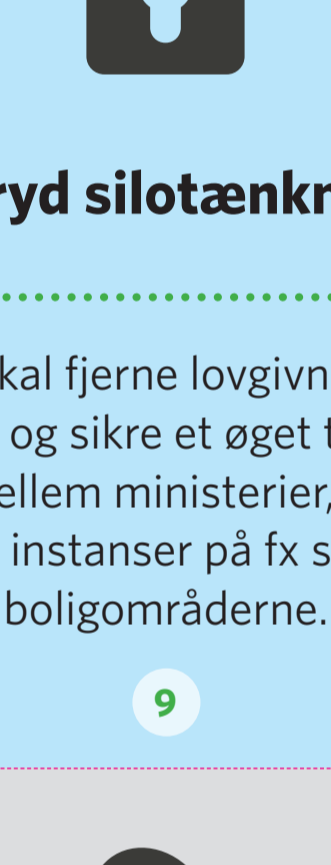 ryd silotænkn
kal fjerne lovgivn
og sikre et øget t
ellem ministerier,
instanser på fx s
boligområderne.
9